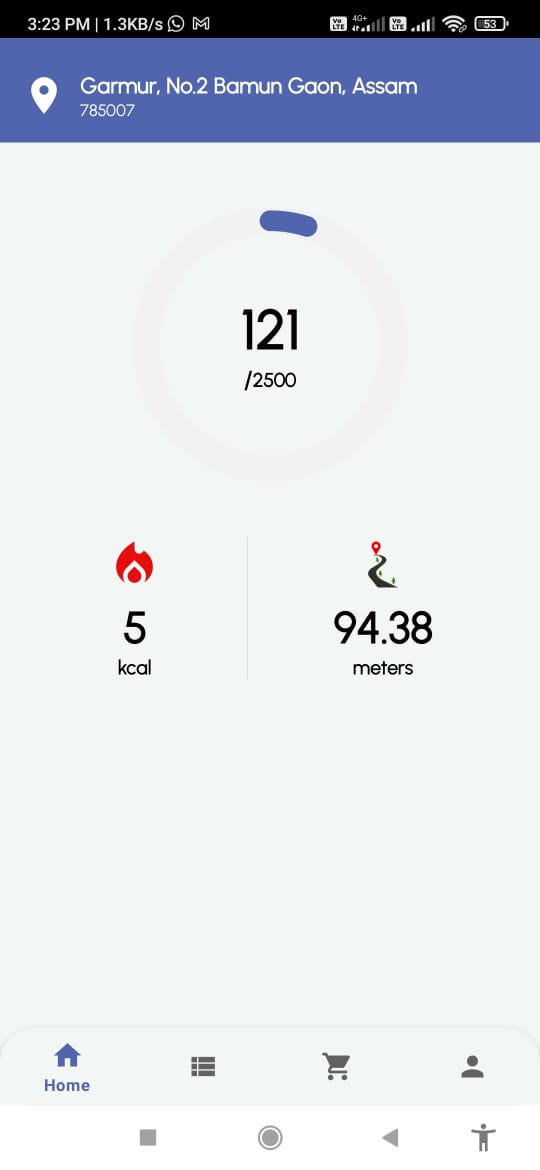 3:23 PM | 1.3KB/s Vo LTE 4G+ Vo LTE 53
Garmur, No.2 Bamun Gaon, Assam
785007
121
/2500
5
94.38
kcal
meters
Home